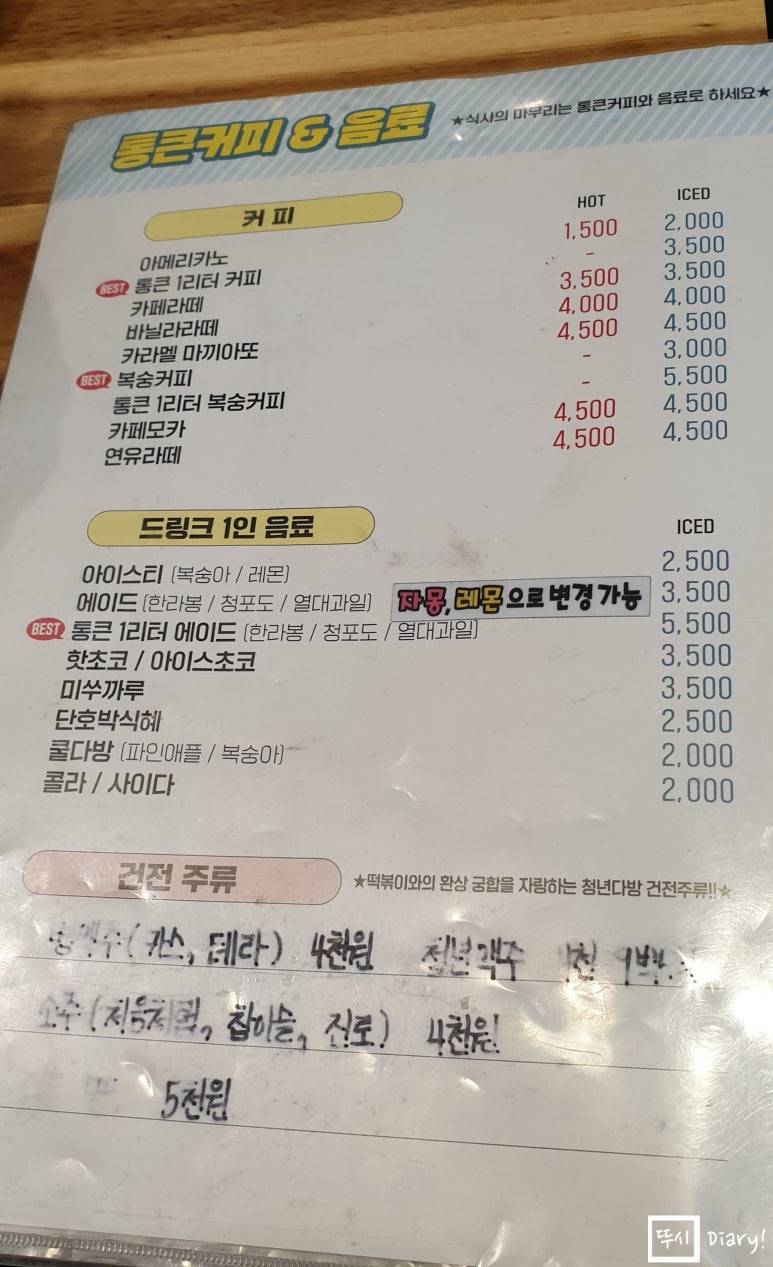 통큰커피 & 음료 ★식사의 마무리는 통큰커피와 음료로 하세요★
커 피 HOT ICED
아메리카노 1,500 2,000
BEST 통큰 1리터 커피 - 3,500
카페라떼 3,500 3,500
바닐라라떼 4,000 4,000
카라멜 마끼아또 4,500 4,500
BEST 복숭커피 - 3,000
통큰 1리터 복숭커피 - 5,500
카페모카 4,500 4,500
연유라떼 4,500 4,500
드링크 1인 음료 ICED
아이스티 (복숭아 / 레몬) 2,500
에이드 (한라봉 / 청포도 / 열대과일) 자몽, 레몬으로 변경 가능 3,500
BEST 통큰 1리터 에이드 (한라봉 / 청포도 / 열대과일) 5,500
핫초코 / 아이스초코 3,500
미쑤까루 3,500
단호박식혜 2,500
쿨다방 (파인애플 / 복숭아) 2,000
콜라 / 사이다 2,000
건전 주류 ★떡볶이와의 환상 궁합을 자랑하는 청년다방 건전주류!!★
(카스, 테라) 4천원 청년맥주
소주 (처음처럼, 참이슬, 진로) 4천원
5천원
뚜시 Diary!